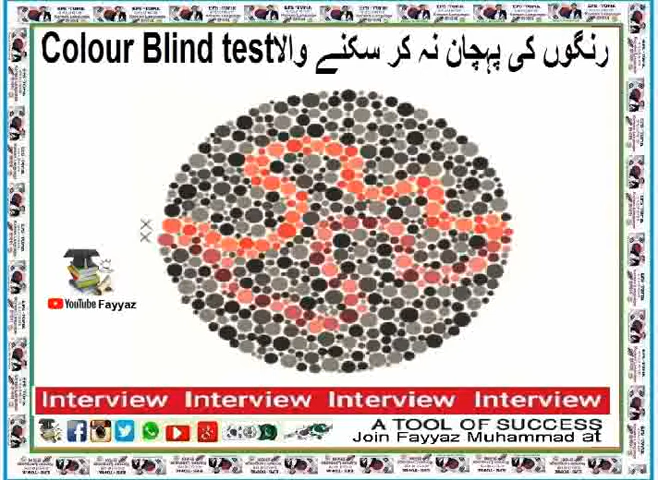 Colour Blind test رنگوں کی پہچان نہ کر سکنے والا
X
X
YouTube Fayyaz
Interview Interview Interview Interview
A TOOL OF SUCCESS
Join Fayyaz Muhammad at